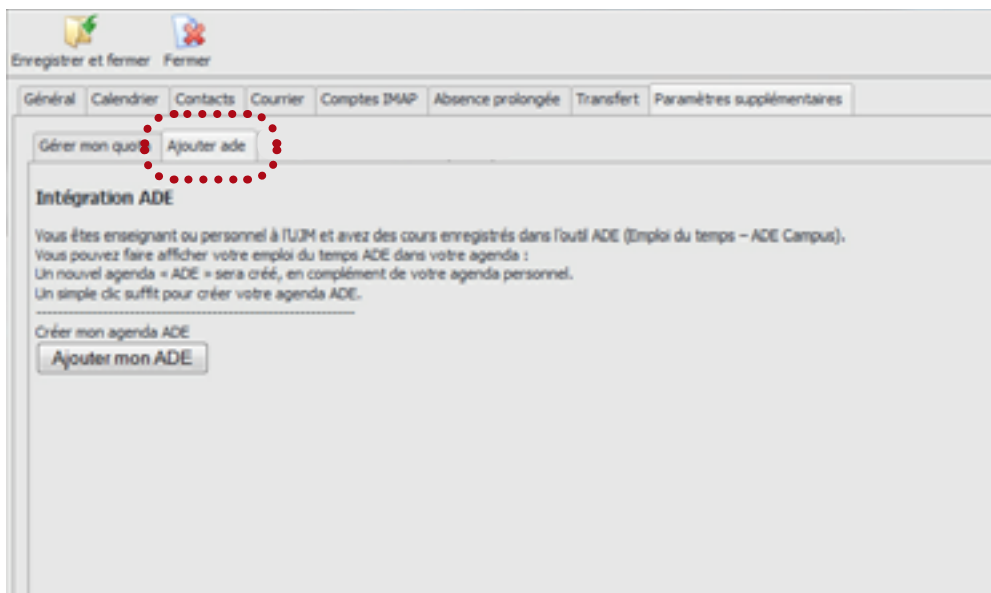 Enregistrer et fermer Fermer
Général Calendrier Contacts Courrier Comptes IMAP Absence prolongée Transfert Paramètres supplémentaires
Gérer mon quota Ajouter ade
Intégration ADE
Vous êtes enseignant ou personnel à l'UJM et avez des cours enregistrés dans l'outil ADE (Emploi du temps – ADE Campus).
Vous pouvez faire afficher votre emploi du temps ADE dans votre agenda :
Un nouvel agenda « ADE » sera créé, en complément de votre agenda personnel.
Un simple clic suffit pour créer votre agenda ADE.
Créer mon agenda ADE
Ajouter mon ADE